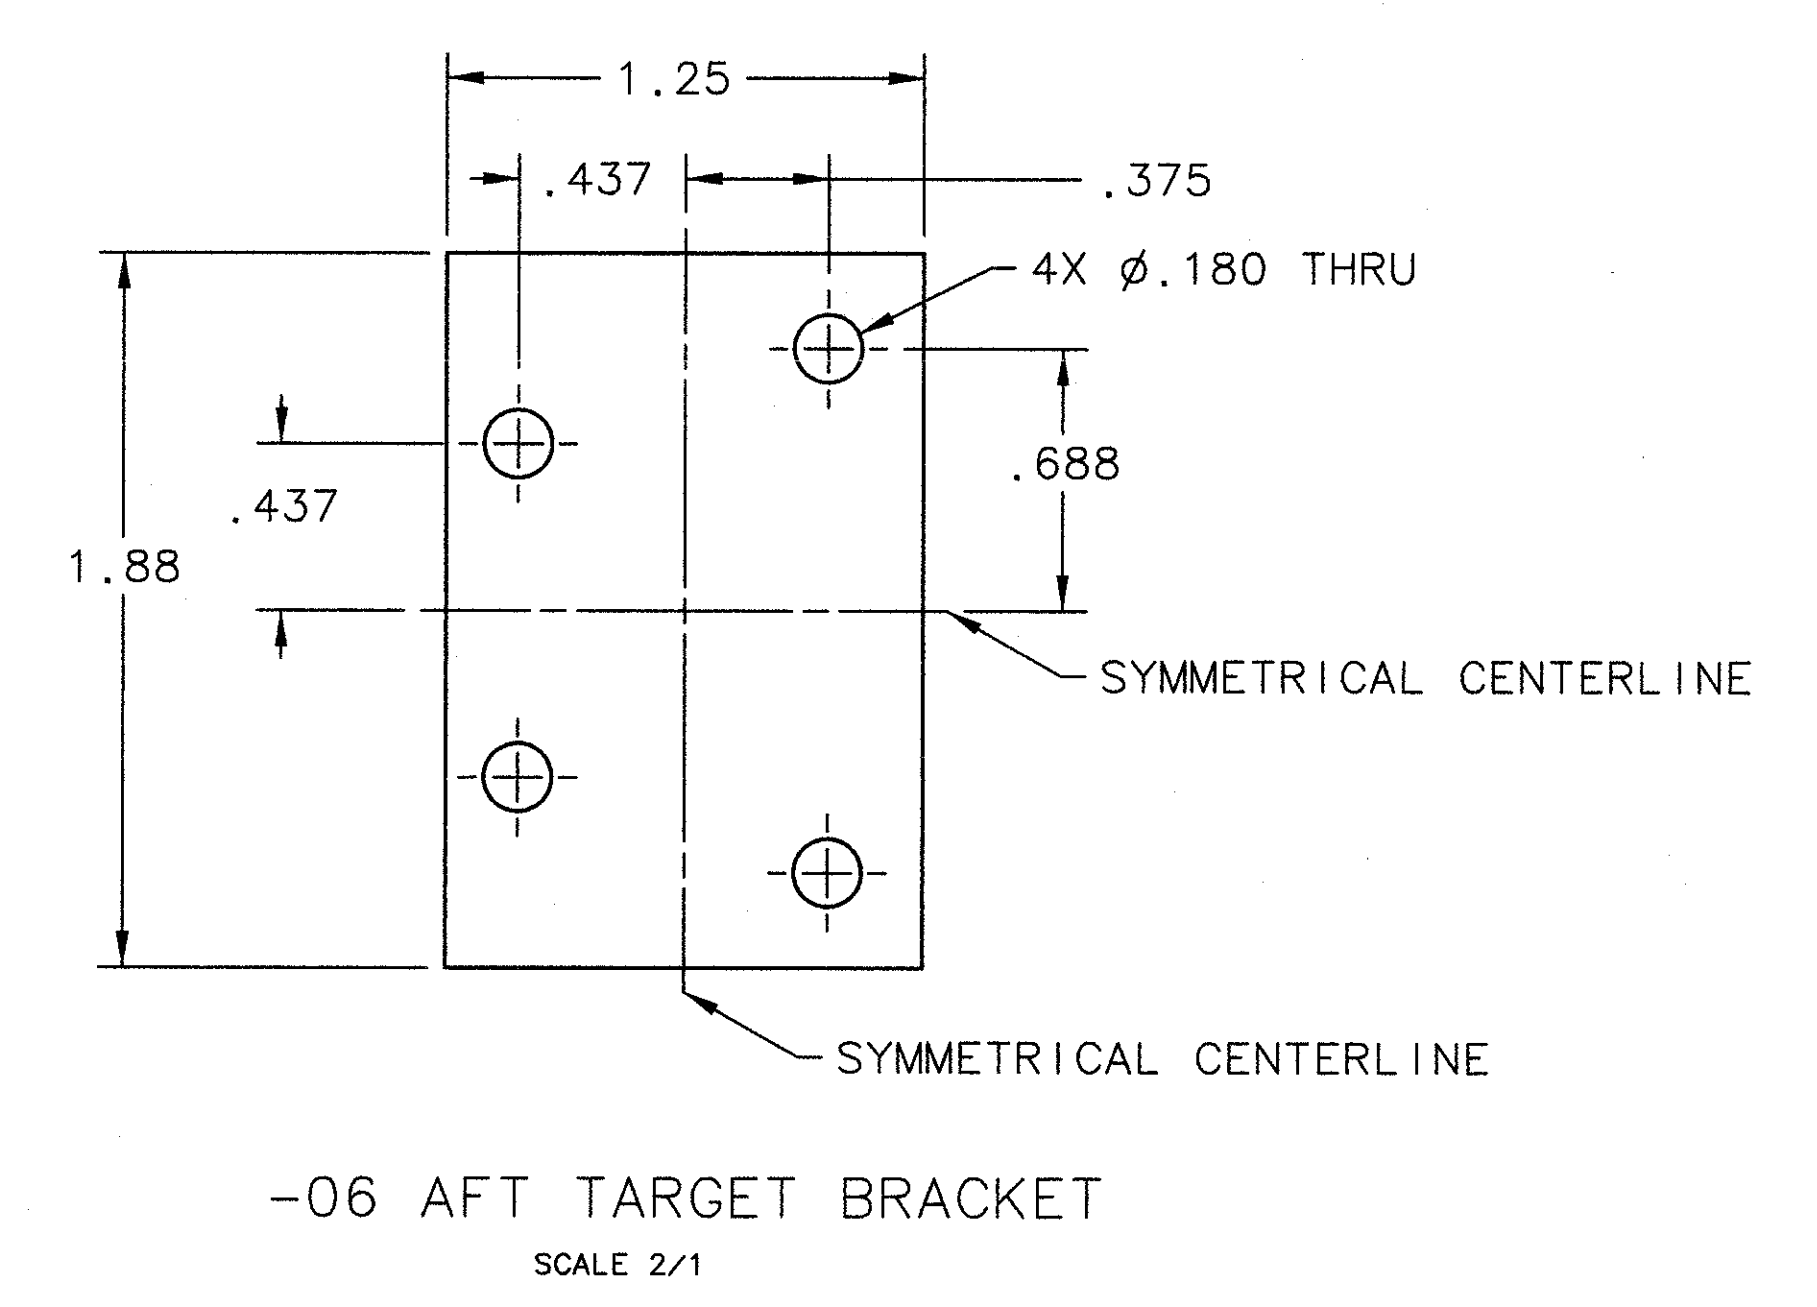 1.25
.437
.375
4X Ø.180 THRU
.688
.437
1.88
SYMMETRICAL CENTERLINE
SYMMETRICAL CENTERLINE
-06 AFT TARGET BRACKET
SCALE 2/1